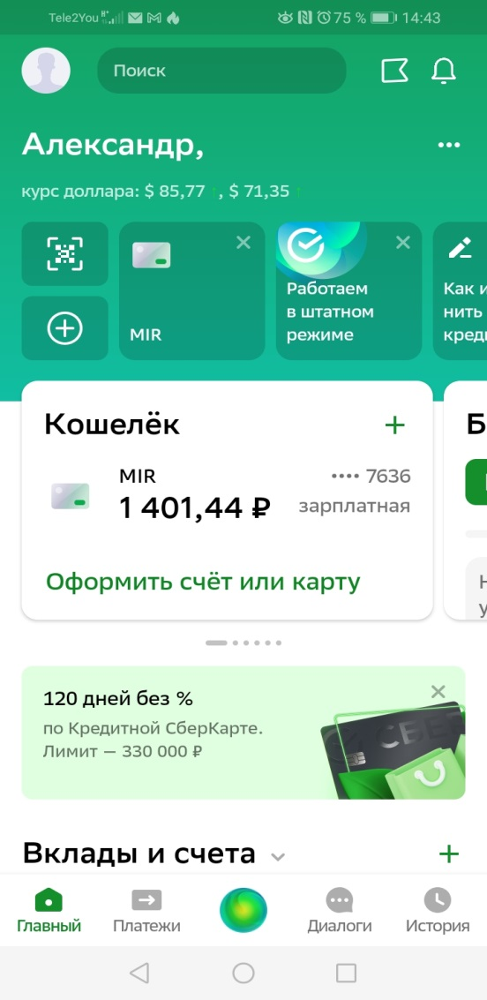 Tele2You H+ 75 % 14:43
Поиск
Александр,
курс доллара: $ 85,77 ↑, $ 71,35 ↑
MIR
Работаем
в штатном
режиме
Как и
нить
кред
Кошелёк
Б
MIR
•••• 7636
1 401,44 ₽
зарплатная
Оформить счёт или карту
Н
у
120 дней без %
по Кредитной СберКарте.
Лимит — 330 000 ₽
СБЕР
Вклады и счета
Главный
Платежи
Диалоги
История